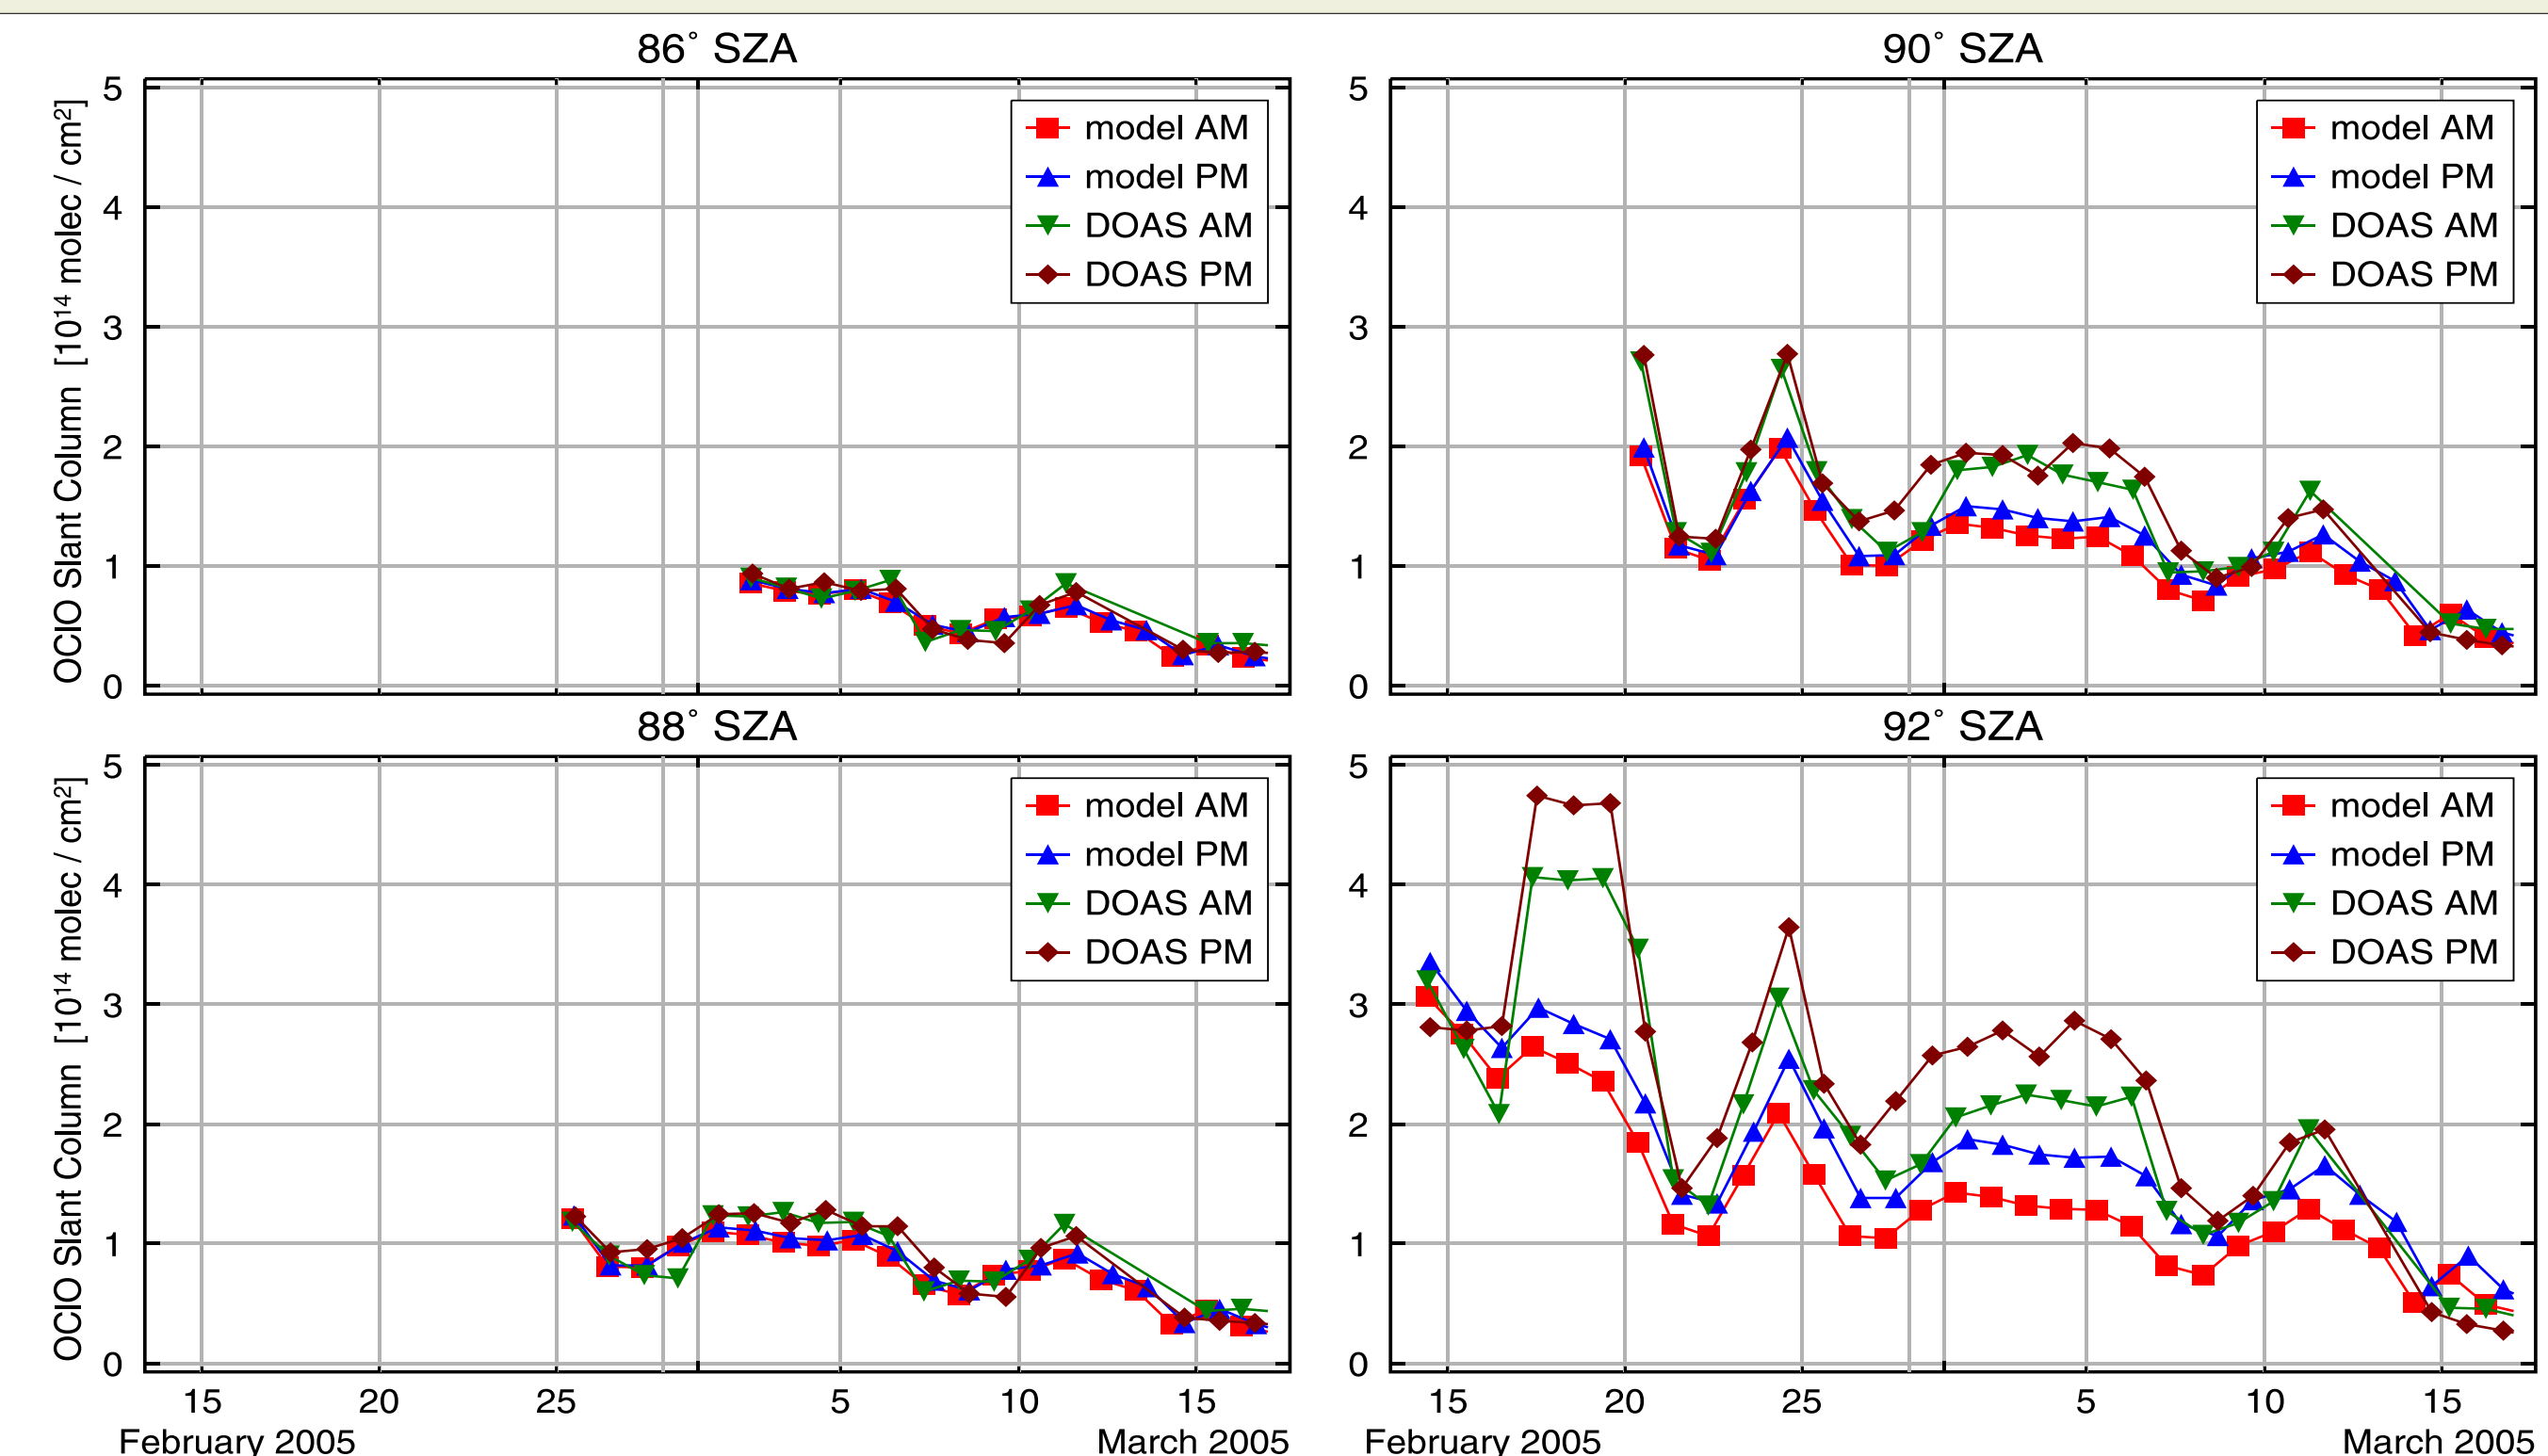 86° SZA
5
4
3
2
1
0
OClO Slant Column [10¹⁴ molec / cm²]
model AM
model PM
DOAS AM
DOAS PM
90° SZA
5
4
3
2
1
0
model AM
model PM
DOAS AM
DOAS PM
88° SZA
5
4
3
2
1
0
OClO Slant Column [10¹⁴ molec / cm²]
model AM
model PM
DOAS AM
DOAS PM
15 20 25 5 10 15
February 2005 March 2005
92° SZA
5
4
3
2
1
0
model AM
model PM
DOAS AM
DOAS PM
15 20 25 5 10 15
February 2005 March 2005